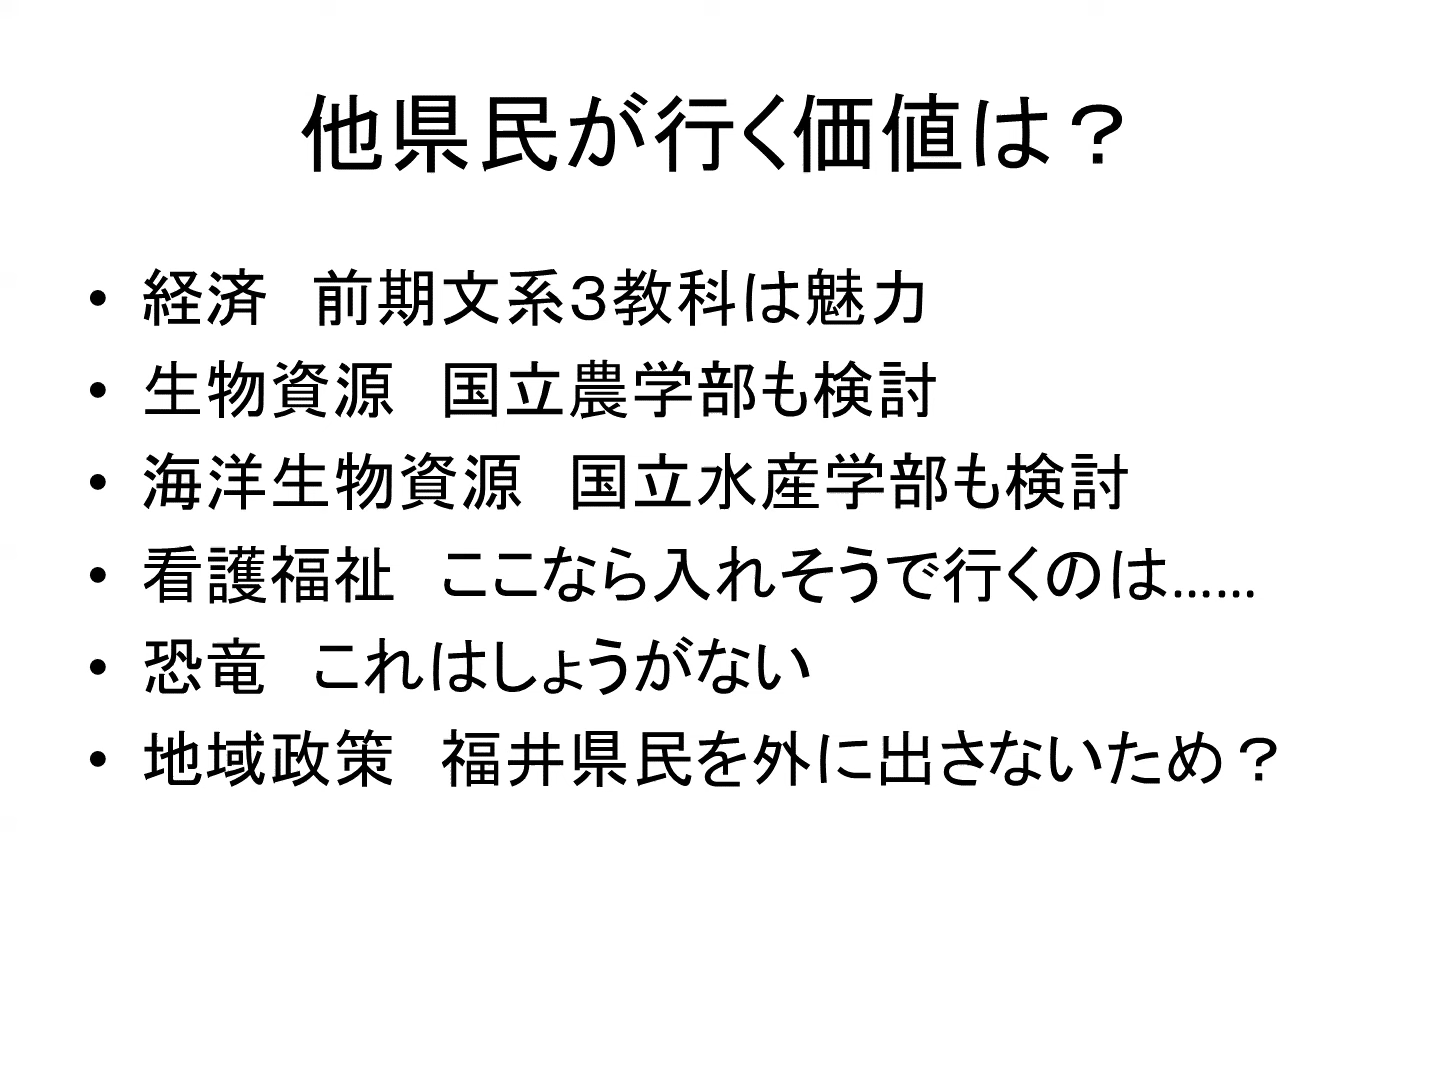 他県民が行く価値は？
• 経済　前期文系３教科は魅力
• 生物資源　国立農学部も検討
• 海洋生物資源　国立水産学部も検討
• 看護福祉　ここなら入れそうで行くのは……
• 恐竜　これはしょうがない
• 地域政策　福井県民を外に出さないため？